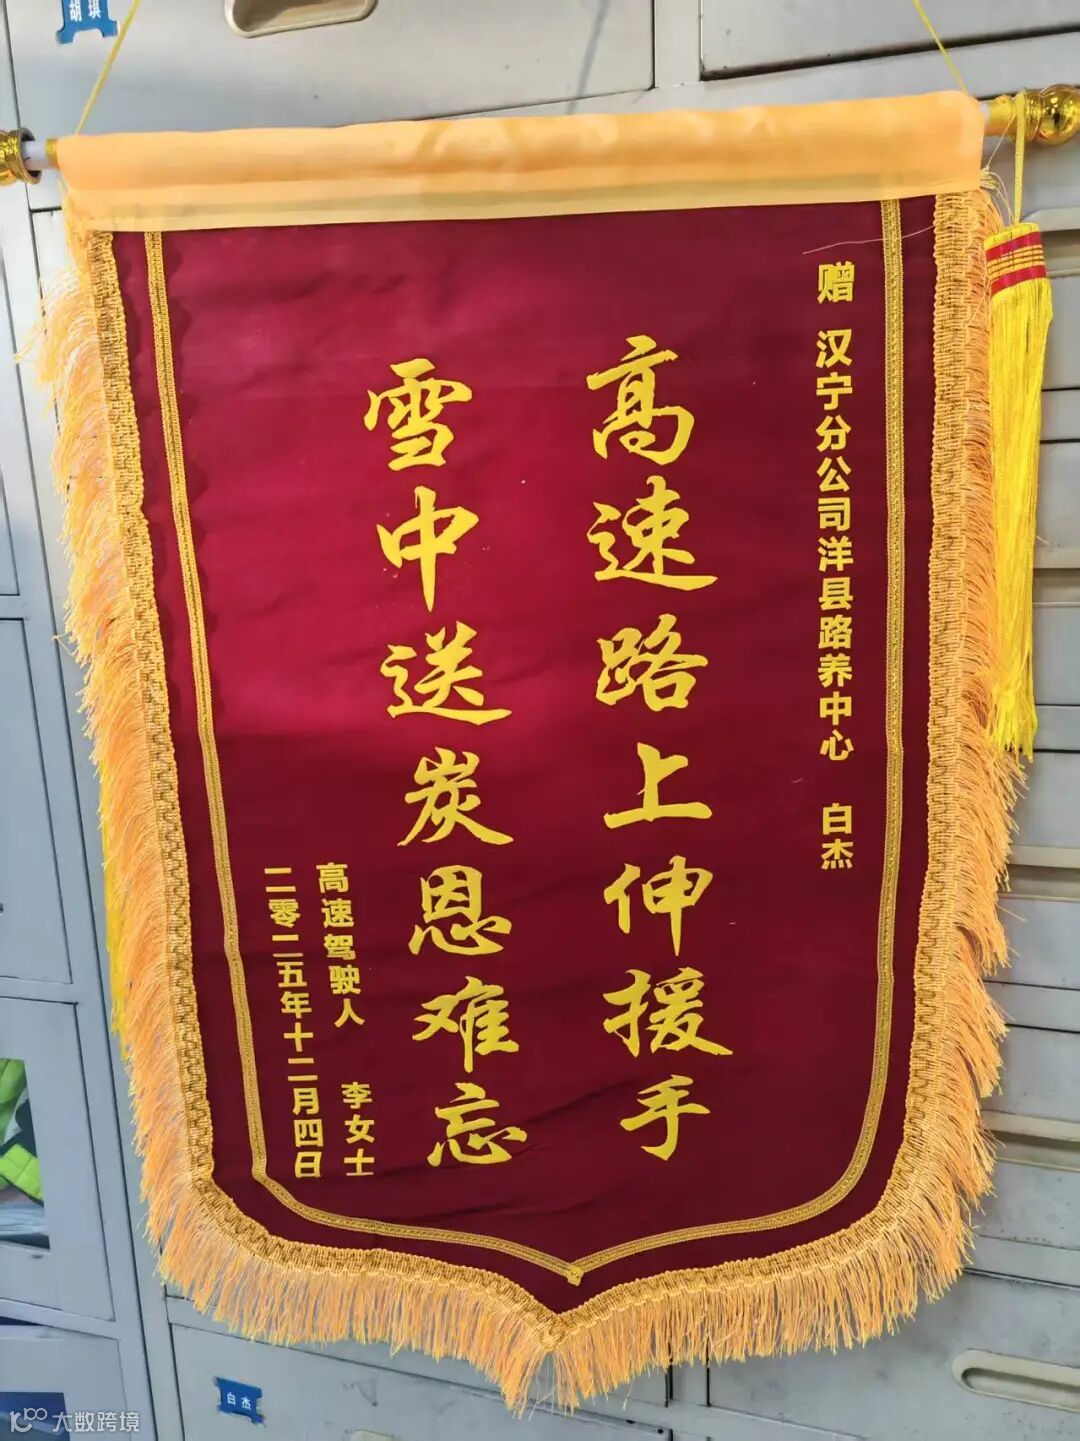 胡琪
赠 汉宁分公司洋县路养中心 白杰
高速路上伸援手
雪中送炭恩难忘
高速驾驶人 李女士
二零二五年十二月四日
白杰
大数跨境